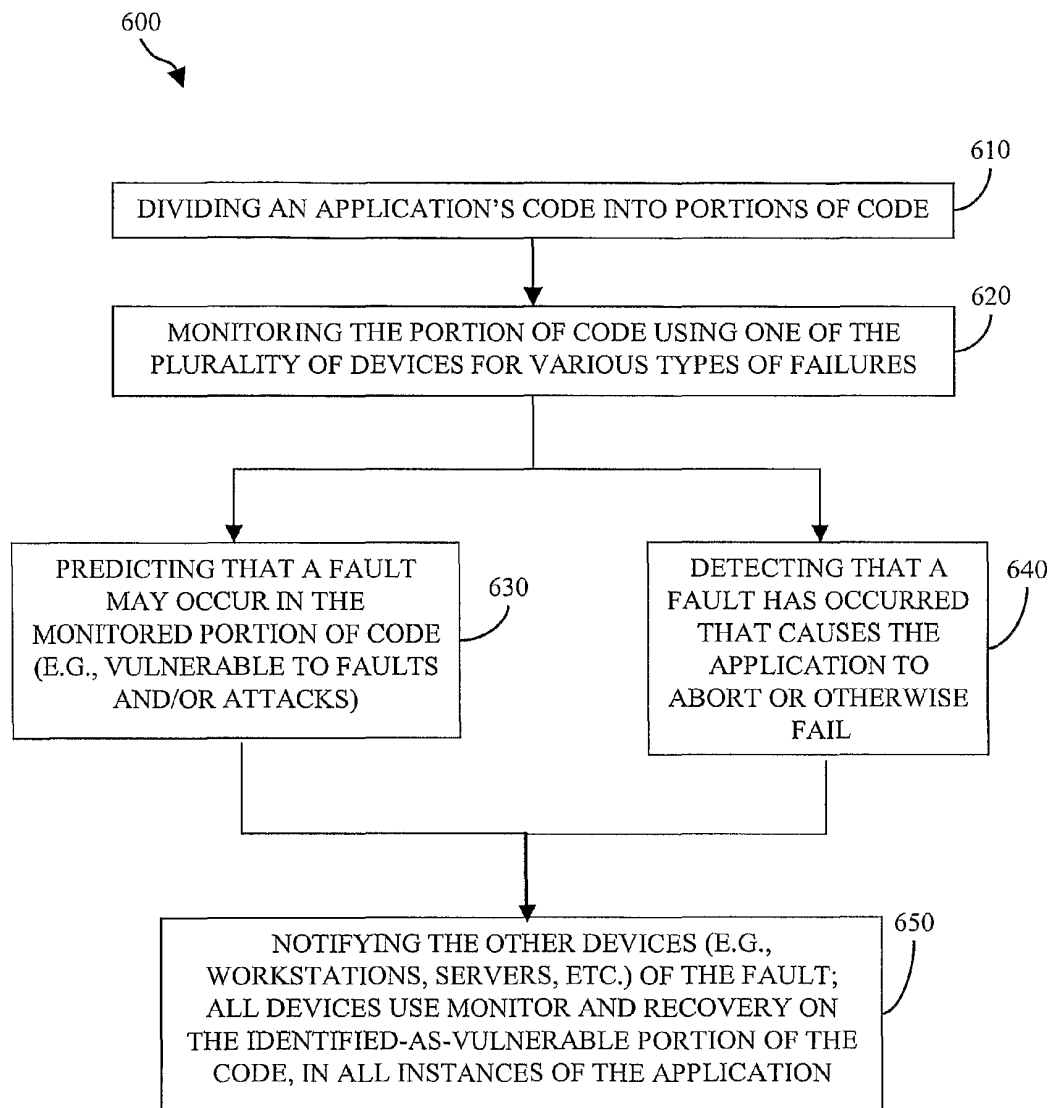 600
610
DIVIDING AN APPLICATION'S CODE INTO PORTIONS OF CODE
620
MONITORING THE PORTION OF CODE USING ONE OF THE
PLURALITY OF DEVICES FOR VARIOUS TYPES OF FAILURES
PREDICTING THAT A FAULT
MAY OCCUR IN THE
MONITORED PORTION OF CODE
(E.G., VULNERABLE TO FAULTS
AND/OR ATTACKS)
630
DETECTING THAT A
FAULT HAS OCCURRED
THAT CAUSES THE
APPLICATION TO
ABORT OR OTHERWISE
FAIL
640
650
NOTIFYING THE OTHER DEVICES (E.G.,
WORKSTATIONS, SERVERS, ETC.) OF THE FAULT;
ALL DEVICES USE MONITOR AND RECOVERY ON
THE IDENTIFIED-AS-VULNERABLE PORTION OF THE
CODE, IN ALL INSTANCES OF THE APPLICATION